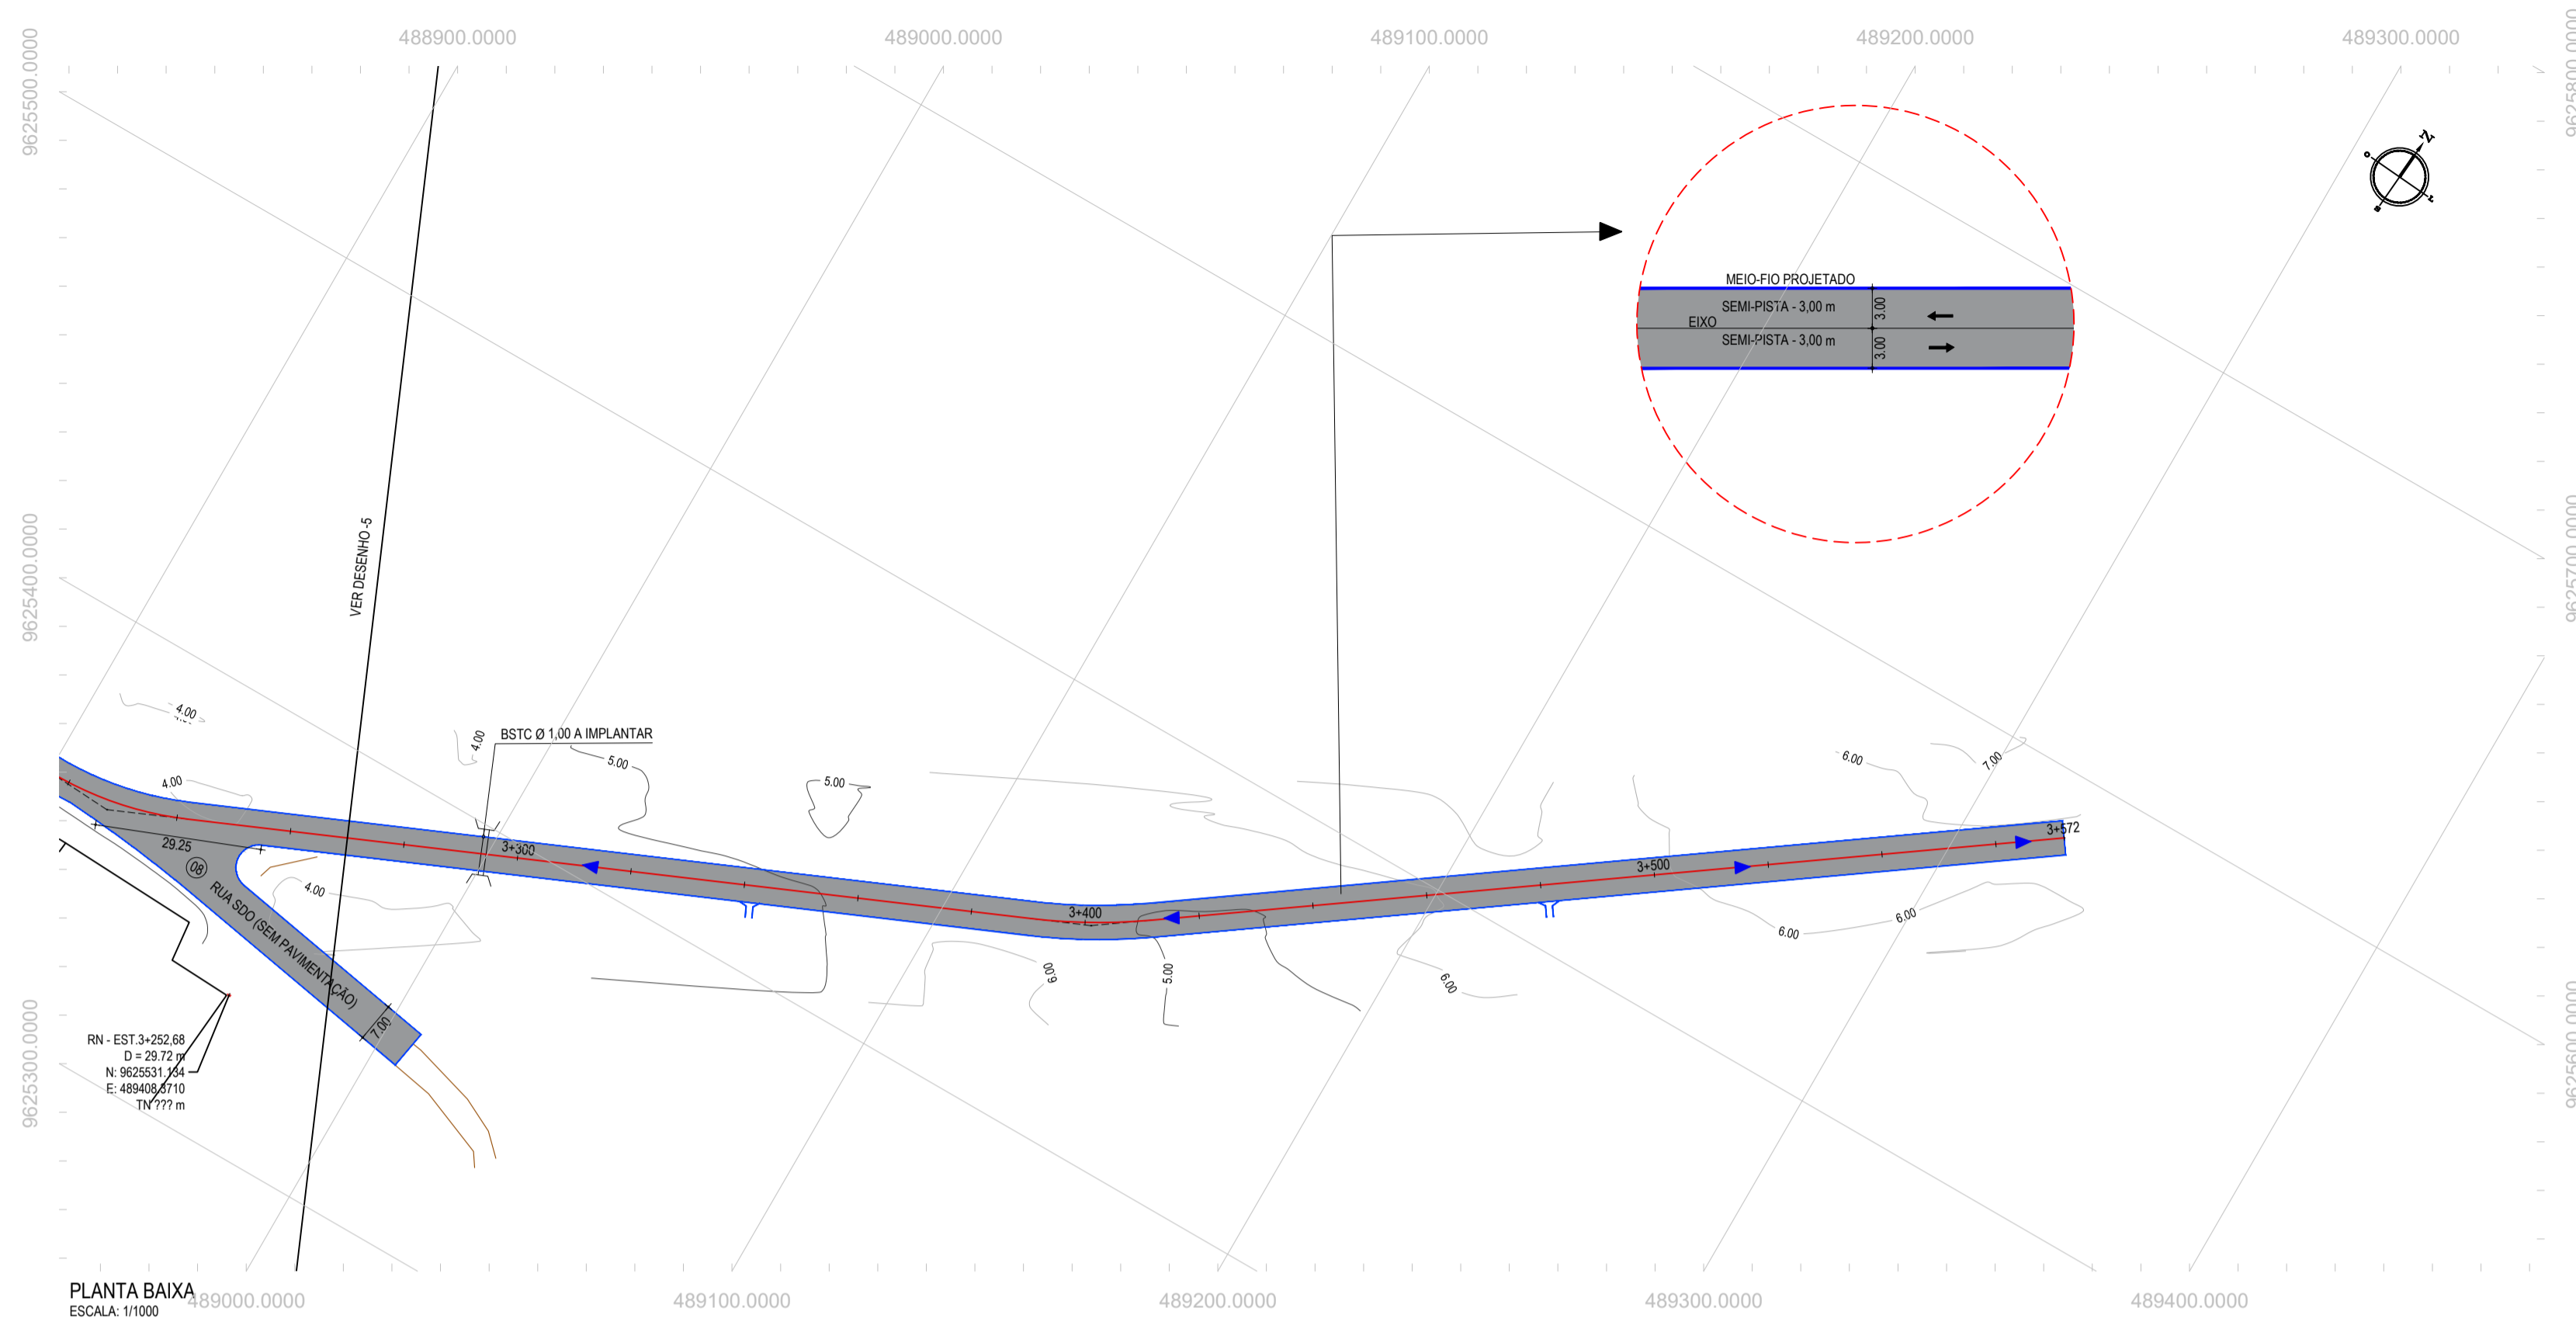 488900.0000
489000.0000
489100.0000
489200.0000
489300.0000
9625500.0000
9625800.0000
N
O
L
S
MEIO-FIO PROJETADO
SEMI-PISTA - 3,00 m
3.00
EIXO
SEMI-PISTA - 3,00 m
3.00
VER DESENHO-5
9625400.0000
9625700.0000
4.00
4.00
BSTC Ø 1,00 A IMPLANTAR
5.00
5.00
6.00
7.00
4.00
29.25
08
RUA SDO (SEM PAVIMENTAÇÃO)
4.00
7.00
3+300
3+400
3+500
3+572
6.00
5.00
6.00
6.00
6.00
RN - EST.3+252,68
D = 29.72 m
N: 9625531.134
E: 489408.3710
TN ??? m
9625300.0000
9625600.0000
PLANTA BAIXA
ESCALA: 1/1000
489000.0000
489100.0000
489200.0000
489300.0000
489400.0000